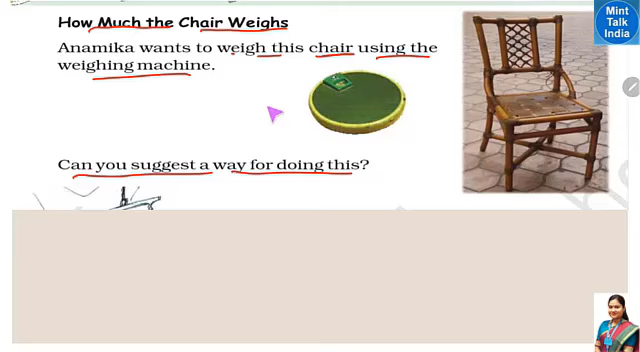 How Much the Chair Weighs
Anamika wants to weigh this chair using the
weighing machine.
Can you suggest a way for doing this?
Mint
Talk
India